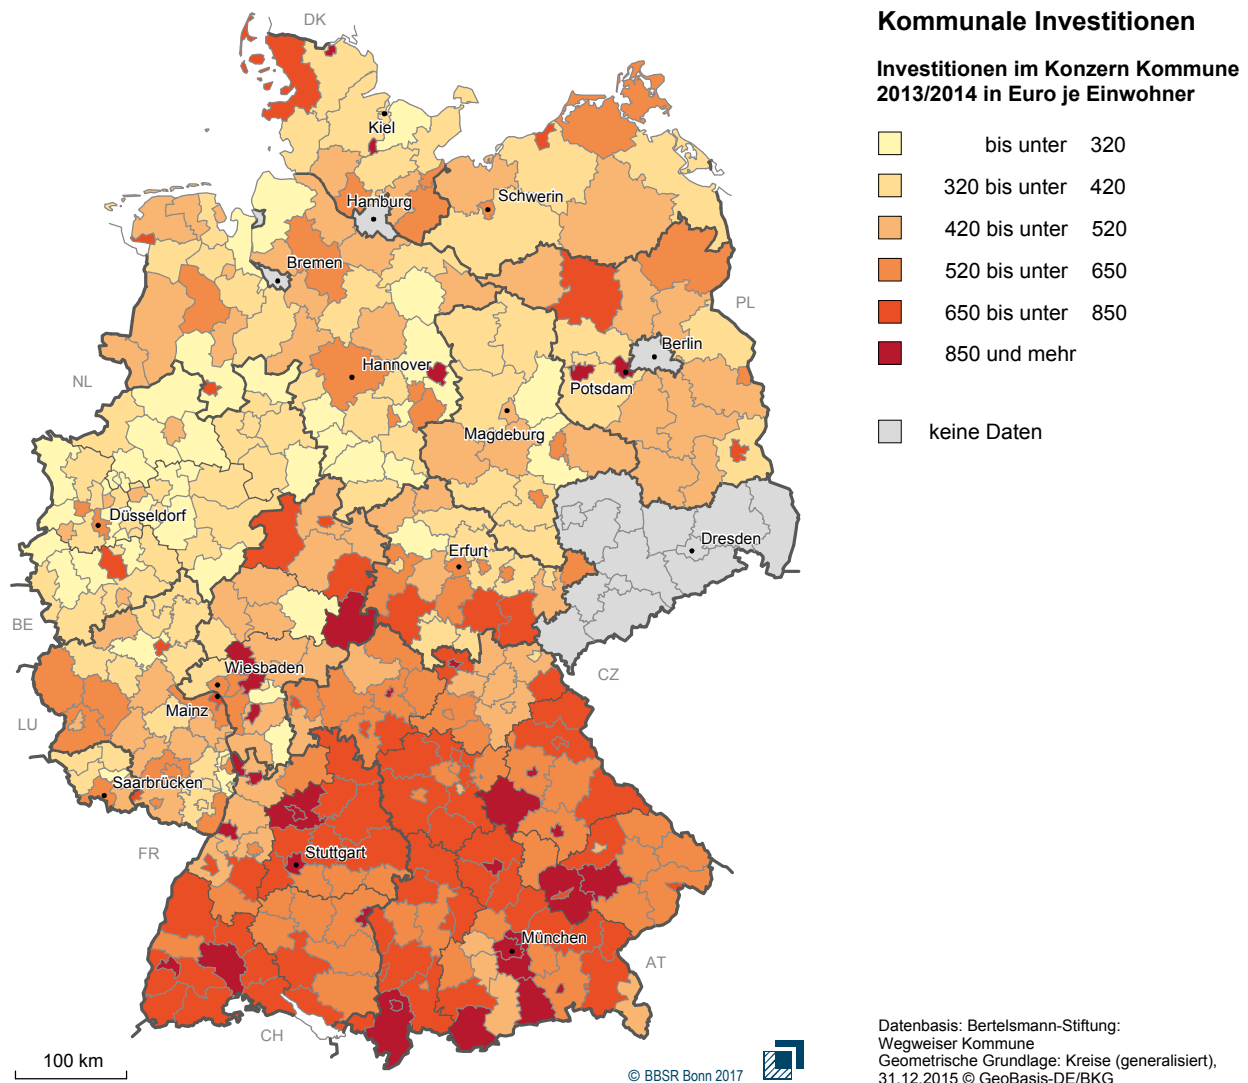 Kommunale Investitionen
Investitionen im Konzern Kommune
2013/2014 in Euro je Einwohner
bis unter 320
320 bis unter 420
420 bis unter 520
520 bis unter 650
650 bis unter 850
850 und mehr
keine Daten
DK
Kiel
Hamburg
Schwerin
Bremen
PL
Berlin
Hannover
NL
Potsdam
Magdeburg
Düsseldorf
Dresden
Erfurt
BE
Wiesbaden
CZ
Mainz
LU
Saarbrücken
FR
Stuttgart
München
AT
CH
100 km
© BBSR Bonn 2017
Datenbasis: Bertelsmann-Stiftung:
Wegweiser Kommune
Geometrische Grundlage: Kreise (generalisiert),
31.12.2015 © GeoBasis-DE/BKG